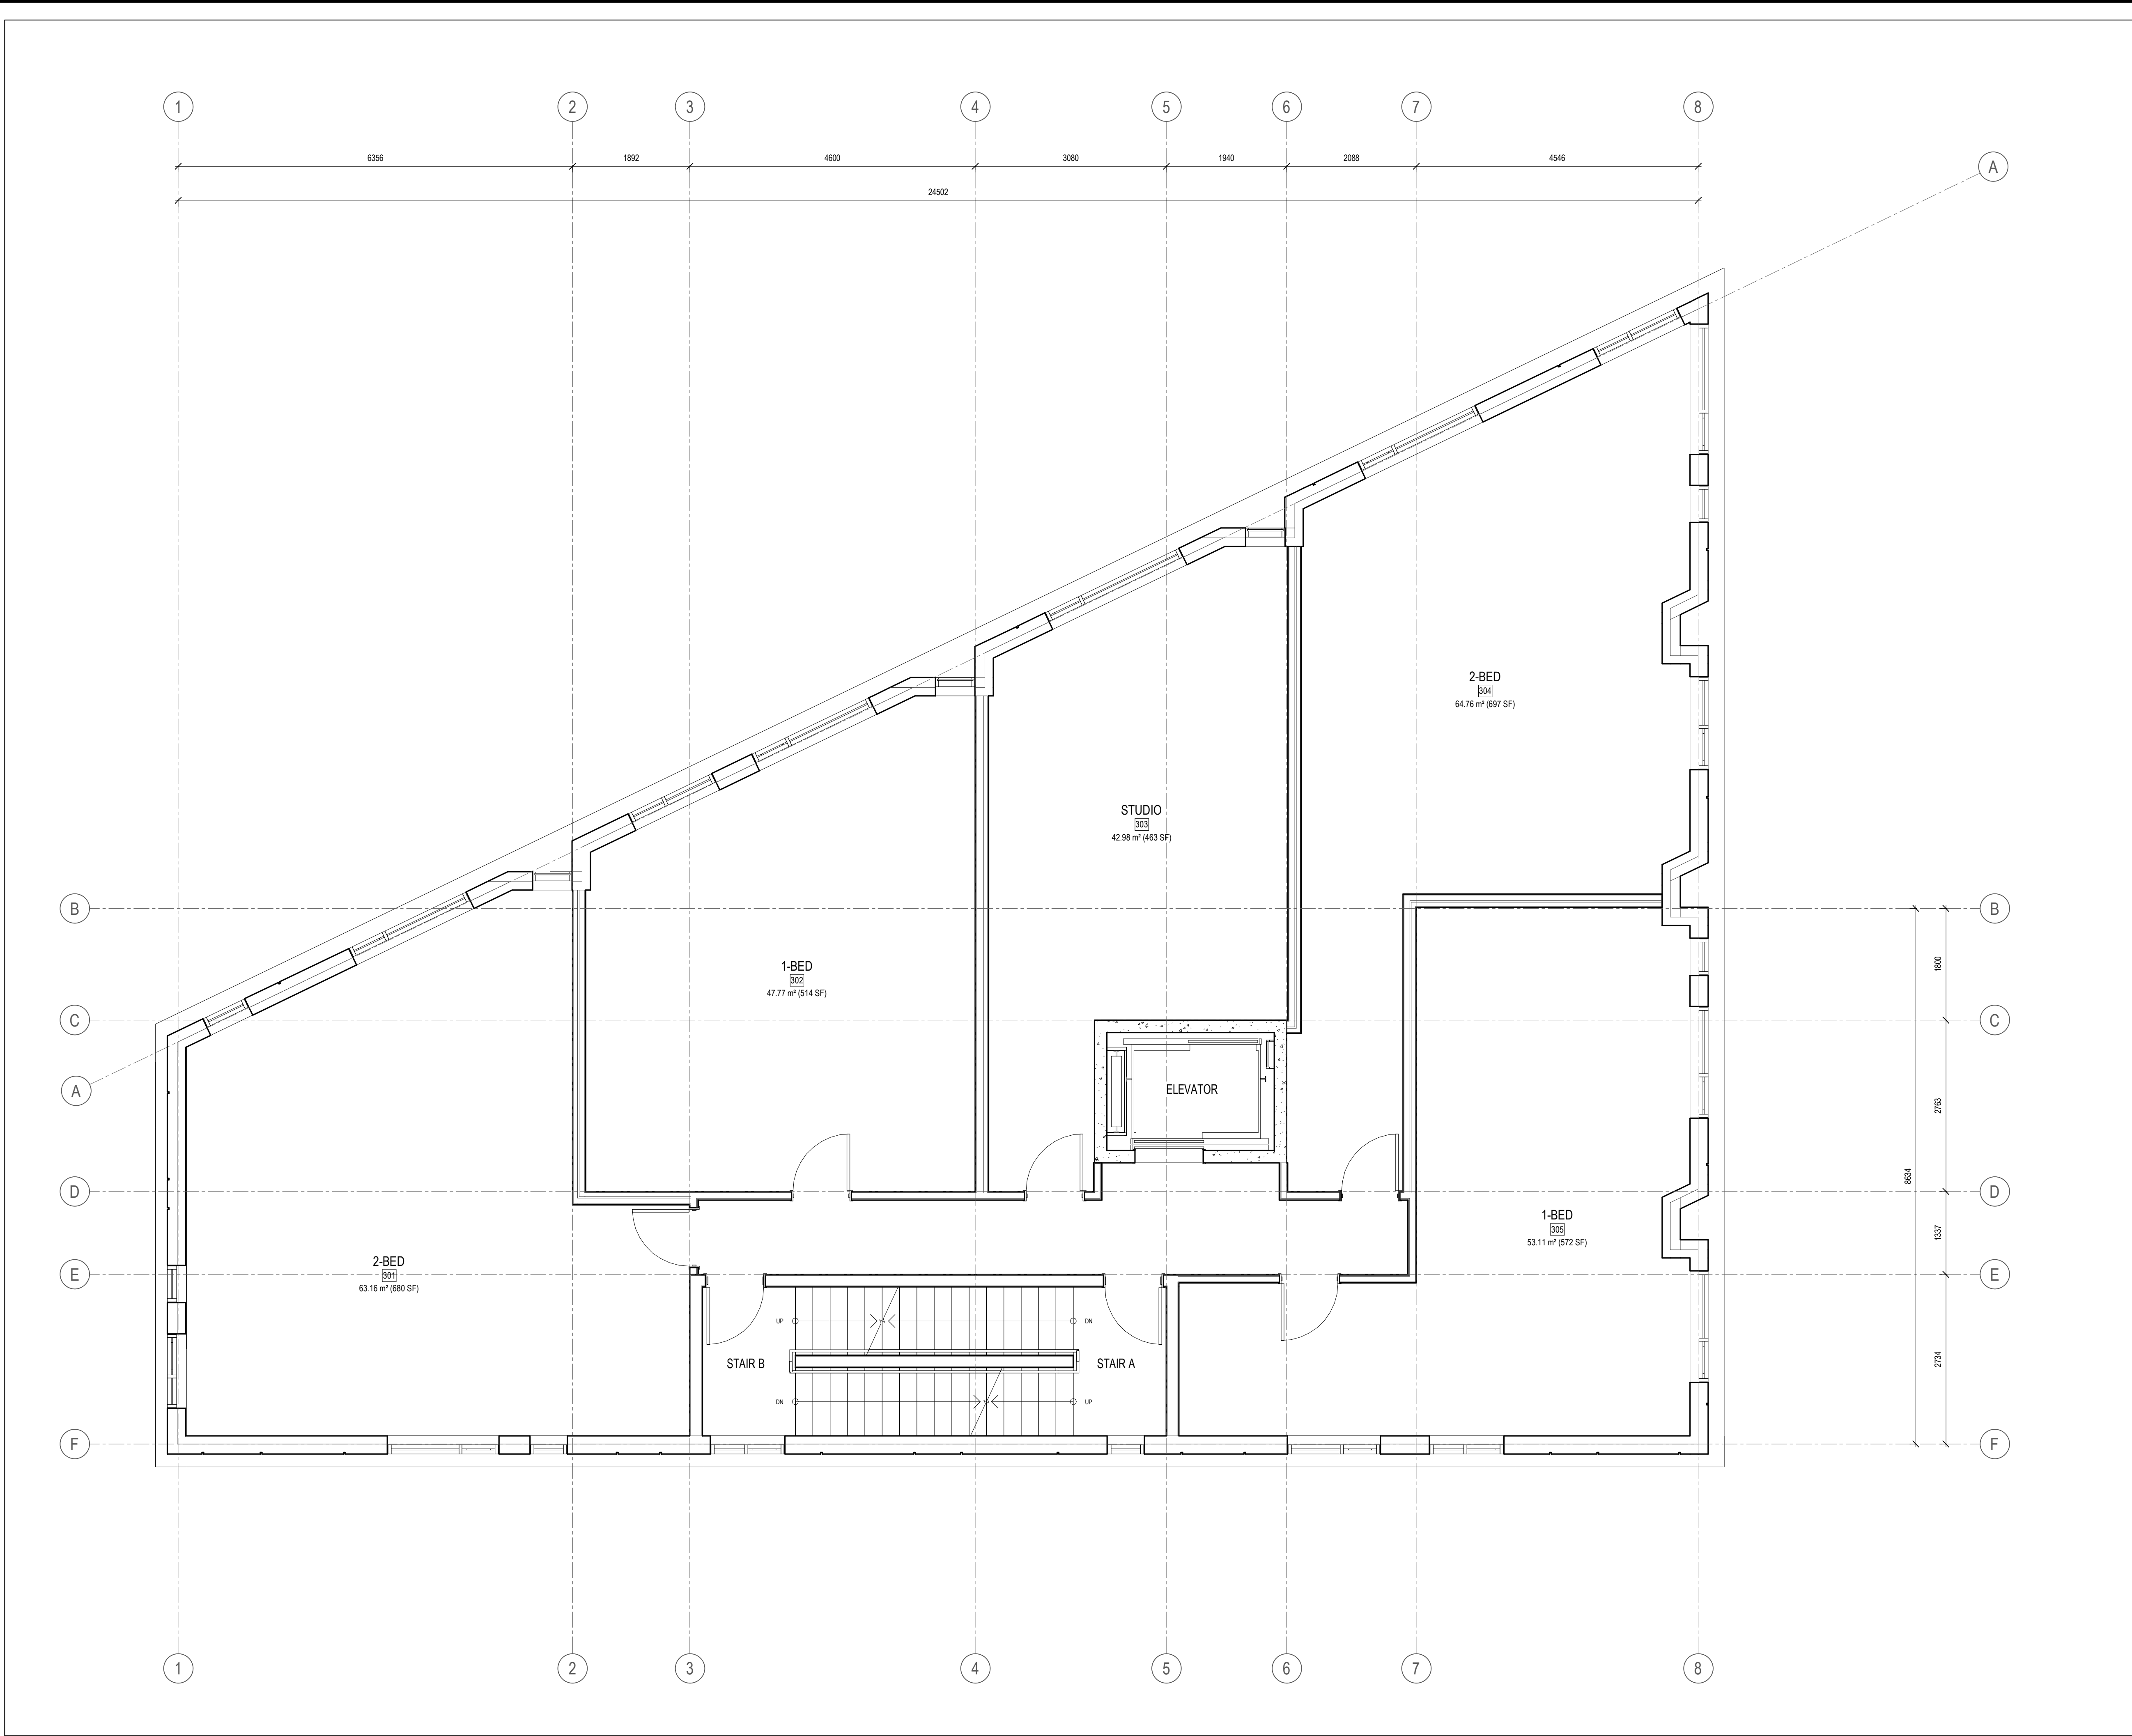 1 2 3 4 5 6 7 8
6356 1892 4600 3080 1940 2088 4546
A
24502
2-BED
304
64.76 m² (697 SF)
STUDIO
303
42.98 m² (463 SF)
B B
1-BED
302
47.77 m² (514 SF)
1800
C C
A
ELEVATOR
2763
8634
D D
1-BED
305
53.11 m² (572 SF)
1337
2-BED
301
63.16 m² (680 SF)
E E
UP DN
STAIR B STAIR A
2734
DN UP
F F
1 2 3 4 5 6 7 8